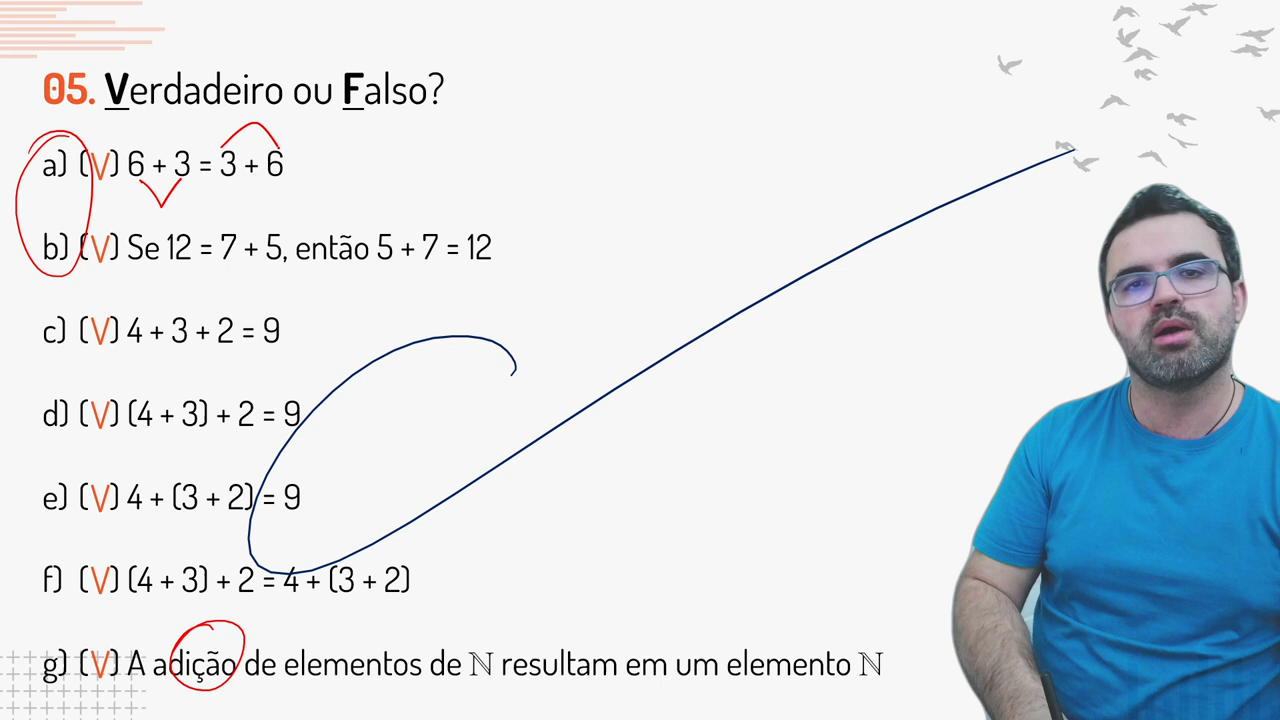 05. Verdadeiro ou Falso?
a) (V) 6 + 3 = 3 + 6
b) (V) Se 12 = 7 + 5, então 5 + 7 = 12
c) (V) 4 + 3 + 2 = 9
d) (V) (4 + 3) + 2 = 9
e) (V) 4 + (3 + 2) = 9
f) (V) (4 + 3) + 2 = 4 + (3 + 2)
g) (V) A adição de elementos de ℕ resultam em um elemento ℕ